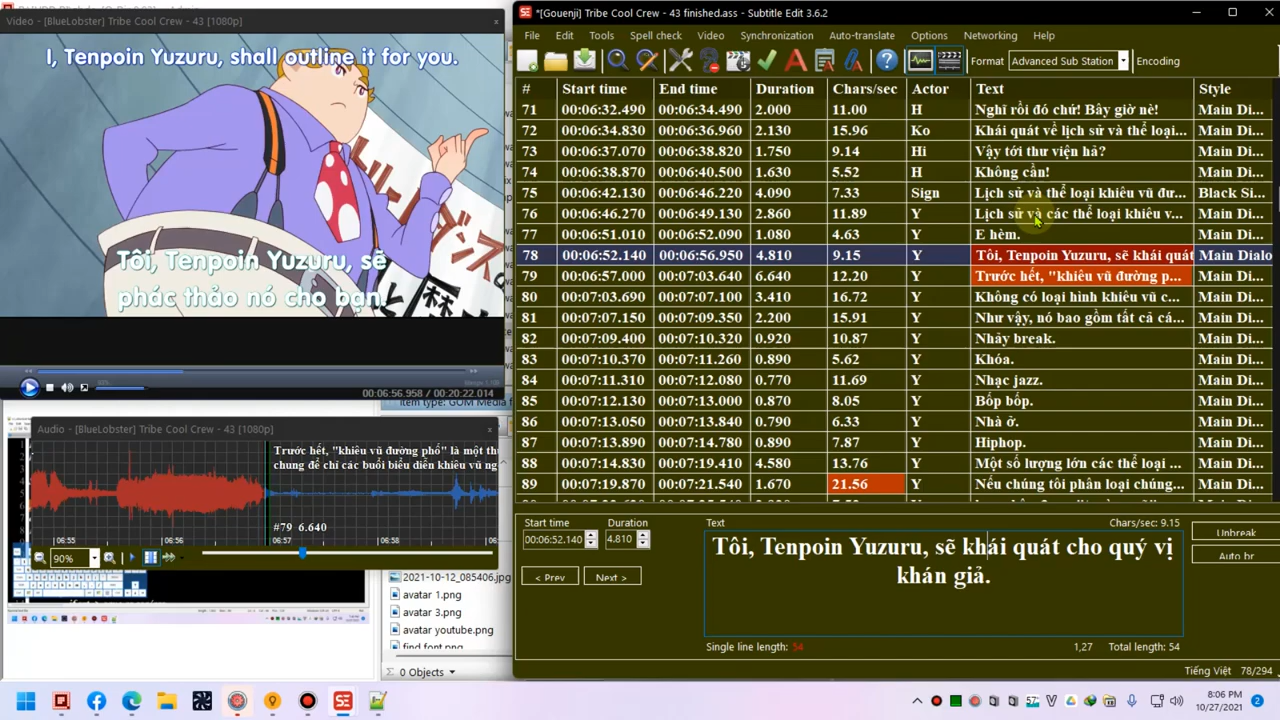 Video - [BlueLobster] Tribe Cool Crew - 43 [1080p]
I, Tenpoin Yuzuru, shall outline it for you.
Tôi, Tenpoin Yuzuru, sẽ
phác thảo nó cho bạn.
00:06:56.958 / 00:20:22.014
Item type: GOM Media f
Audio - [BlueLobster] Tribe Cool Crew - 43 [1080p]
Trước hết, "khiêu vũ đường phố" là một thu
chung để chỉ các buổi biểu diễn khiêu vũ ng
#79 6.640
06:55 06:56 06:57 06:58
90%
2021-10-12_085406.jpg
avatar 1.png
avatar 3.png
avatar youtube.png
find font.png
0 Objects
*[Gouenji] Tribe Cool Crew - 43 finished.ass - Subtitle Edit 3.6.2
File Edit Tools Spell check Video Synchronization Auto-translate Options Networking Help
Format Advanced Sub Station Encoding
# Start time End time Duration Chars/sec Actor Text Style
71 00:06:32.490 00:06:34.490 2.000 11.00 H Nghĩ rồi đó chứ! Bây giờ nè! Main Di...
72 00:06:34.830 00:06:36.960 2.130 15.96 Ko Khái quát về lịch sử và thể loại... Main Di...
73 00:06:37.070 00:06:38.820 1.750 9.14 Hi Vậy tới thư viện hả? Main Di...
74 00:06:38.870 00:06:40.500 1.630 5.52 H Không cần! Main Di...
75 00:06:42.130 00:06:46.220 4.090 7.33 Sign Lịch sử và thể loại khiêu vũ đư... Black Si...
76 00:06:46.270 00:06:49.130 2.860 11.89 Y Lịch sử và các thể loại khiêu v... Main Di...
77 00:06:51.010 00:06:52.090 1.080 4.63 Y E hèm. Main Di...
78 00:06:52.140 00:06:56.950 4.810 9.15 Y Tôi, Tenpoin Yuzuru, sẽ khái quát Main Dialo
79 00:06:57.000 00:07:03.640 6.640 12.20 Y Trước hết, "khiêu vũ đường p... Main Di...
80 00:07:03.690 00:07:07.100 3.410 16.72 Y Không có loại hình khiêu vũ c... Main Di...
81 00:07:07.150 00:07:09.350 2.200 15.91 Y Như vậy, nó bao gồm tất cả cá... Main Di...
82 00:07:09.400 00:07:10.320 0.920 10.87 Y Nhảy break. Main Di...
83 00:07:10.370 00:07:11.260 0.890 5.62 Y Khóa. Main Di...
84 00:07:11.310 00:07:12.080 0.770 11.69 Y Nhạc jazz. Main Di...
85 00:07:12.130 00:07:13.000 0.870 8.05 Y Bốp bốp. Main Di...
86 00:07:13.050 00:07:13.840 0.790 6.33 Y Nhà ở. Main Di...
87 00:07:13.890 00:07:14.780 0.890 7.87 Y Hiphop. Main Di...
88 00:07:14.830 00:07:19.410 4.580 13.76 Y Một số lượng lớn các thể loại ... Main Di...
89 00:07:19.870 00:07:21.540 1.670 21.56 Y Nếu chúng tôi phân loại chúng... Main Di...
Start time Duration Text Chars/sec: 9.15
00:06:52.140 4.810
Tôi, Tenpoin Yuzuru, sẽ khái quát cho quý vị
khán giả.
Unbreak
Auto br
< Prev Next >
Single line length: 54 1,27 Total length: 54
Tiếng Việt 78/294
8:06 PM
10/27/2021